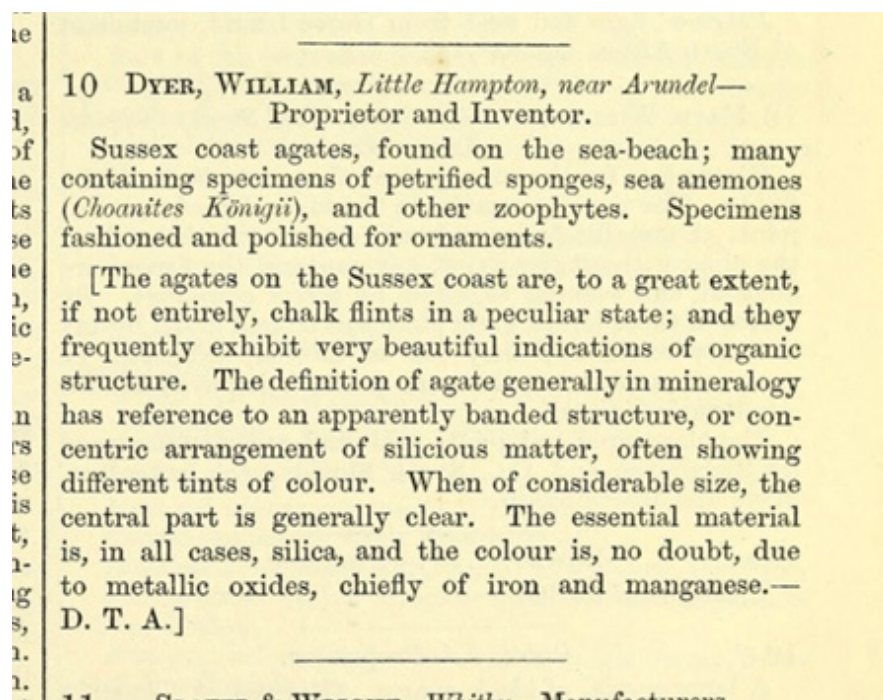 10 DYER, WILLIAM, Little Hampton, near Arundel—
Proprietor and Inventor.
Sussex coast agates, found on the sea-beach; many
containing specimens of petrified sponges, sea anemones
(Choanites Königii), and other zoophytes. Specimens
fashioned and polished for ornaments.
[The agates on the Sussex coast are, to a great extent,
if not entirely, chalk flints in a peculiar state; and they
frequently exhibit very beautiful indications of organic
structure. The definition of agate generally in mineralogy
has reference to an apparently banded structure, or con-
centric arrangement of silicious matter, often showing
different tints of colour. When of considerable size, the
central part is generally clear. The essential material
is, in all cases, silica, and the colour is, no doubt, due
to metallic oxides, chiefly of iron and manganese.—
D. T. A.]